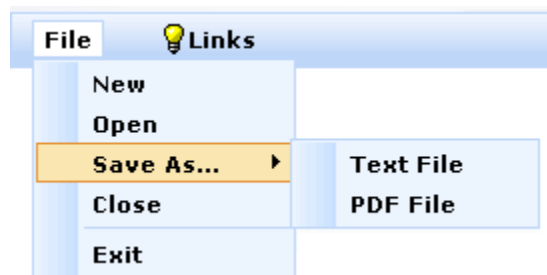 File Links
New
Open
Save As...
Text File
Close
PDF File
Exit